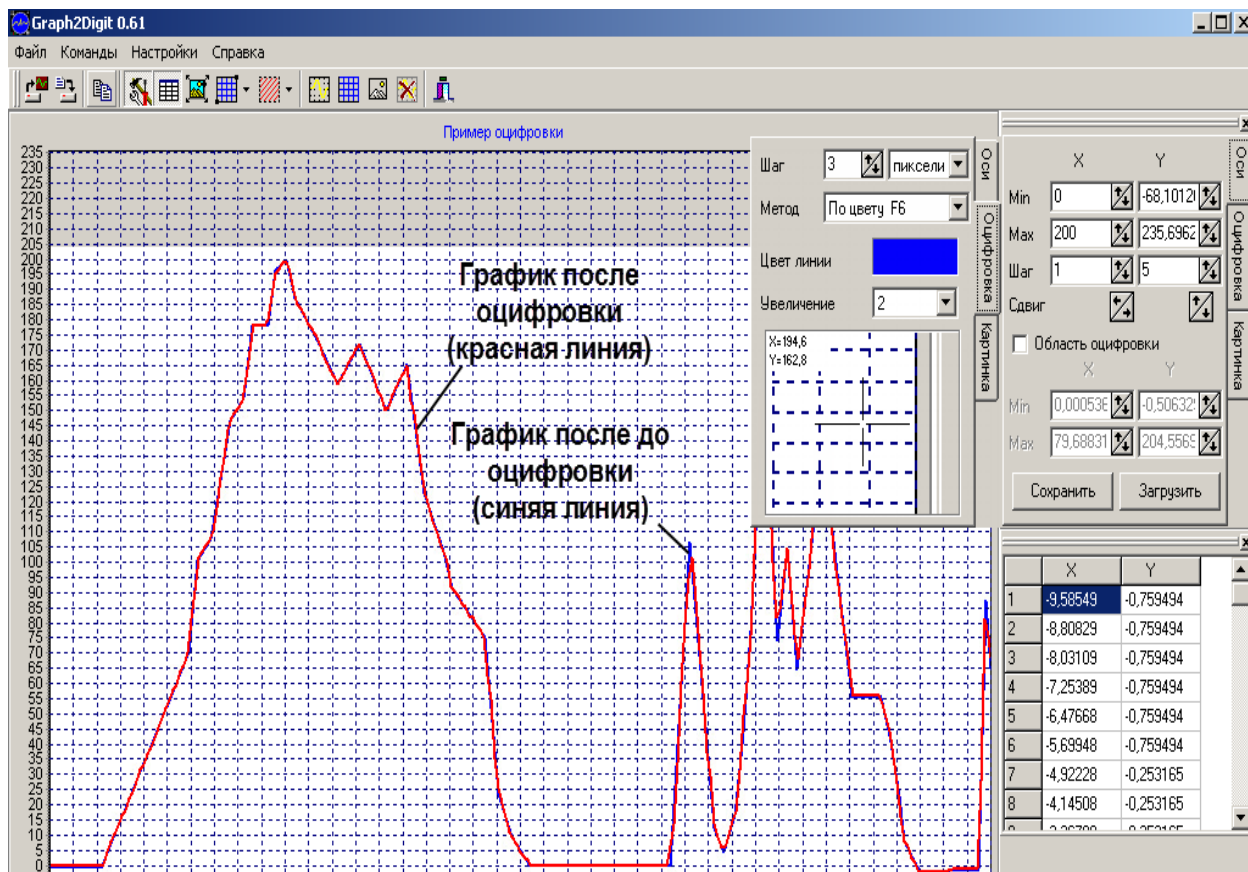 Graph2Digit 0.61
Файл Команды Настройки Справка
Пример оцифровки
235
230
225
220
215
210
205
200
195
190
185
180
175
170
165
160
155
150
145
140
135
130
125
120
115
110
105
100
95
90
85
80
75
70
65
60
55
50
45
40
35
30
25
20
15
10
5
0
График после
оцифровки
(красная линия)
График после до
оцифровки
(синяя линия)
Шаг 3 пиксели
Метод По цвету F6
Цвет линии
Увеличение 2
X=194,6
Y=162,8
Оси
Оцифровка
Картинка
X Y
Min 0 -68,1012
Max 200 235,6962
Шаг 1 5
Сдвиг
Область оцифровки
X Y
Min 0,00053 -0,50632
Max 79,68831 204,5569
Сохранить Загрузить
Оси
Оцифровка
Картинка
X Y
1 -9,58549 -0,759494
2 -8,80829 -0,759494
3 -8,03109 -0,759494
4 -7,25389 -0,759494
5 -6,47668 -0,759494
6 -5,69948 -0,759494
7 -4,92228 -0,253165
8 -4,14508 -0,253165